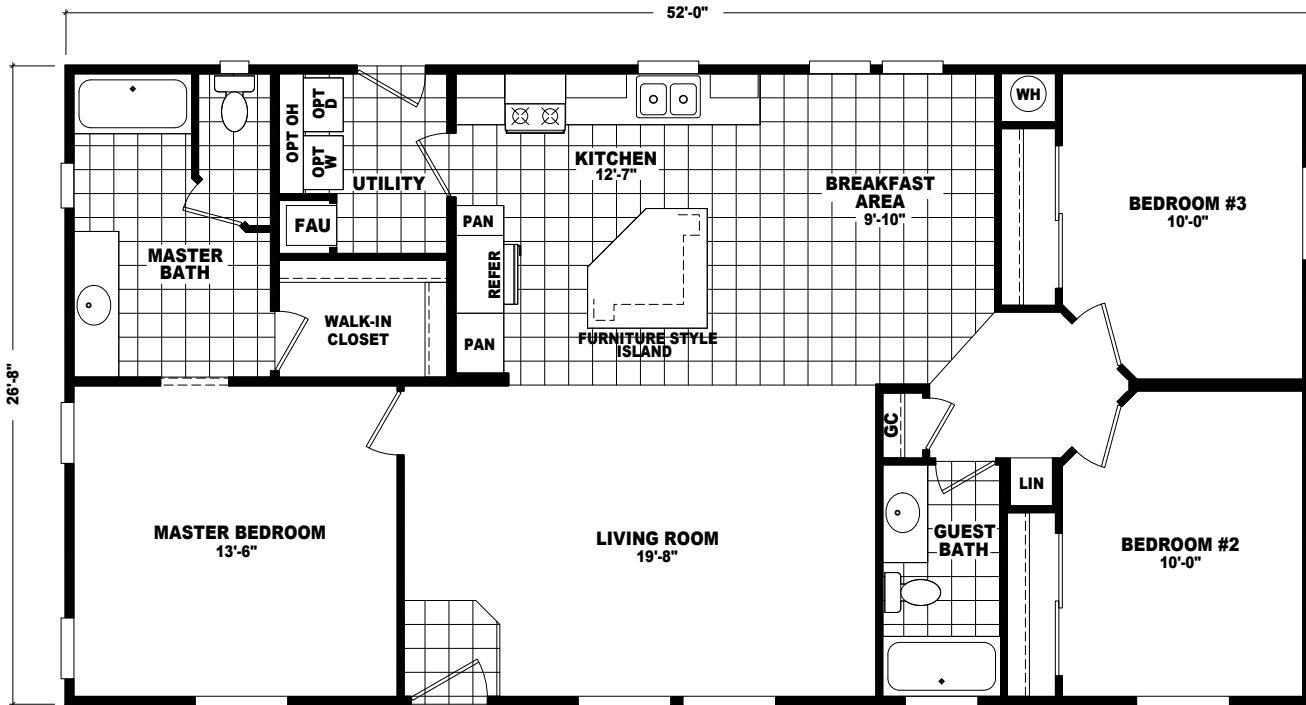 52'-0"
26'-8"
OPT OH
OPT
D
OPT
W
UTILITY
FAU
MASTER
BATH
WALK-IN
CLOSET
KITCHEN
12'-7"
PAN
REFER
PAN
FURNITURE STYLE
ISLAND
BREAKFAST
AREA
9'-10"
WH
BEDROOM #3
10'-0"
MASTER BEDROOM
13'-6"
LIVING ROOM
19'-8"
GC
GUEST
BATH
LIN
BEDROOM #2
10'-0"